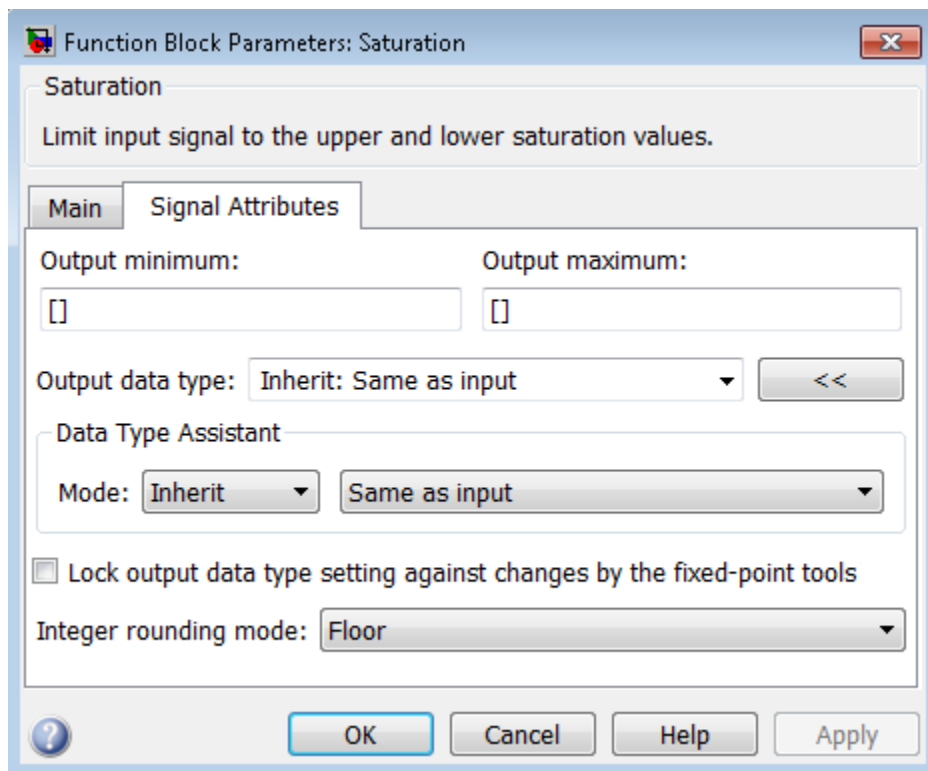 Function Block Parameters: Saturation
Saturation
Limit input signal to the upper and lower saturation values.
Main Signal Attributes
Output minimum: Output maximum:
[] []
Output data type: Inherit: Same as input <<
Data Type Assistant
Mode: Inherit Same as input
Lock output data type setting against changes by the fixed-point tools
Integer rounding mode: Floor
? OK Cancel Help Apply